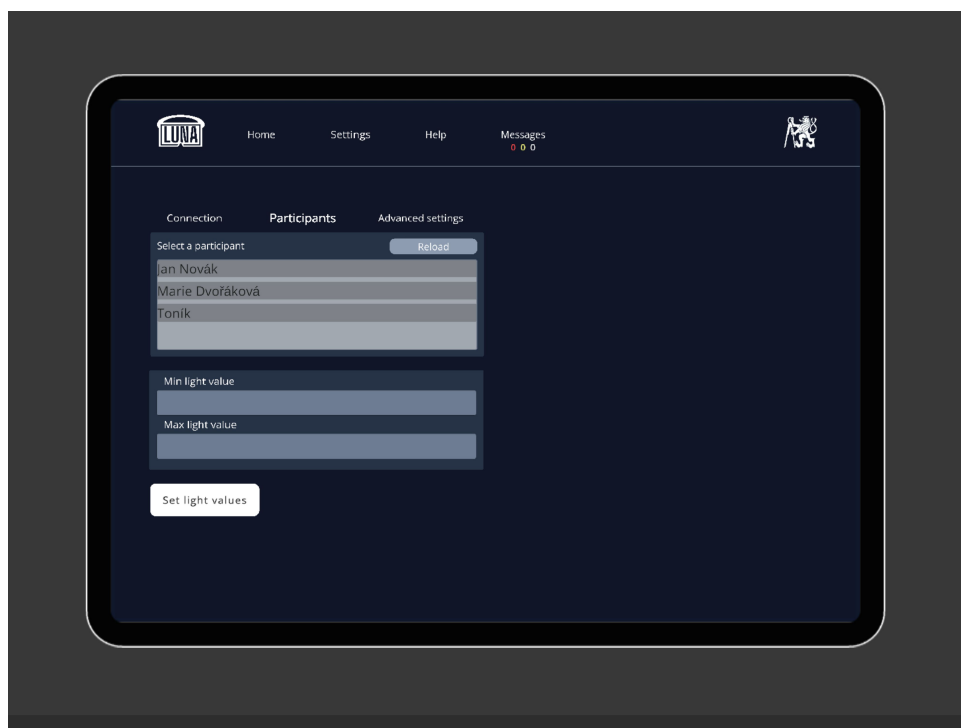 LUNA Home Settings Help Messages
0 0 0
Connection Participants Advanced settings
Select a participant Reload
Jan Novák
Marie Dvořáková
Toník
Min light value
Max light value
Set light values